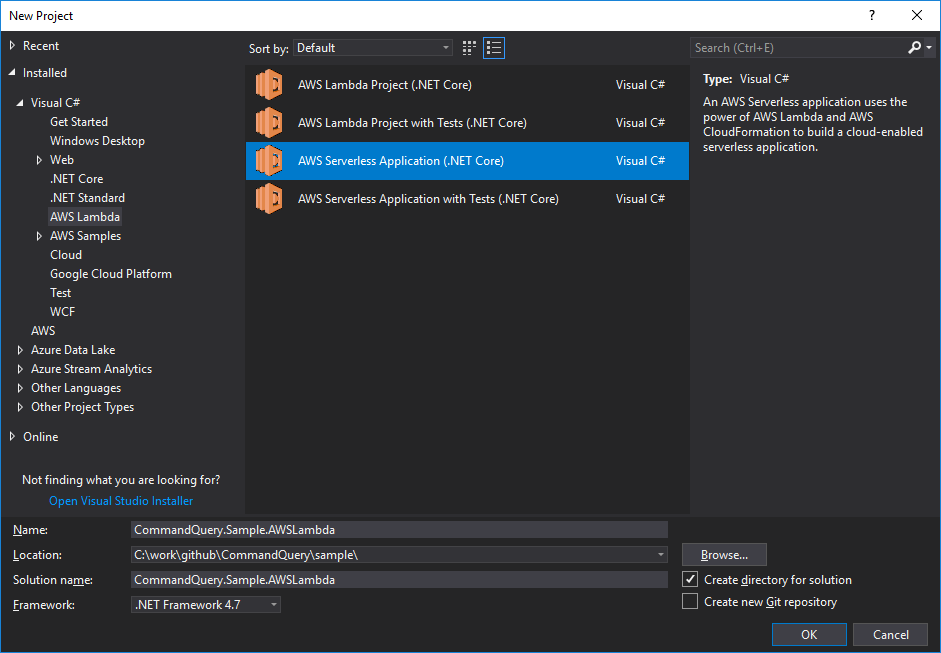 New Project
?
Recent
Installed
Visual C#
Get Started
Windows Desktop
Web
.NET Core
.NET Standard
AWS Lambda
AWS Samples
Cloud
Google Cloud Platform
Test
WCF
AWS
Azure Data Lake
Azure Stream Analytics
Other Languages
Other Project Types
Online
Not finding what you are looking for?
Open Visual Studio Installer
Sort by: Default
AWS Lambda Project (.NET Core) Visual C#
AWS Lambda Project with Tests (.NET Core) Visual C#
AWS Serverless Application (.NET Core) Visual C#
AWS Serverless Application with Tests (.NET Core) Visual C#
Search (Ctrl+E)
Type: Visual C#
An AWS Serverless application uses the
power of AWS Lambda and AWS
CloudFormation to build a cloud-enabled
serverless application.
Name: CommandQuery.Sample.AWSLambda
Location: C:\work\github\CommandQuery\sample\
Browse...
Solution name: CommandQuery.Sample.AWSLambda
Create directory for solution
Framework: .NET Framework 4.7
Create new Git repository
OK Cancel